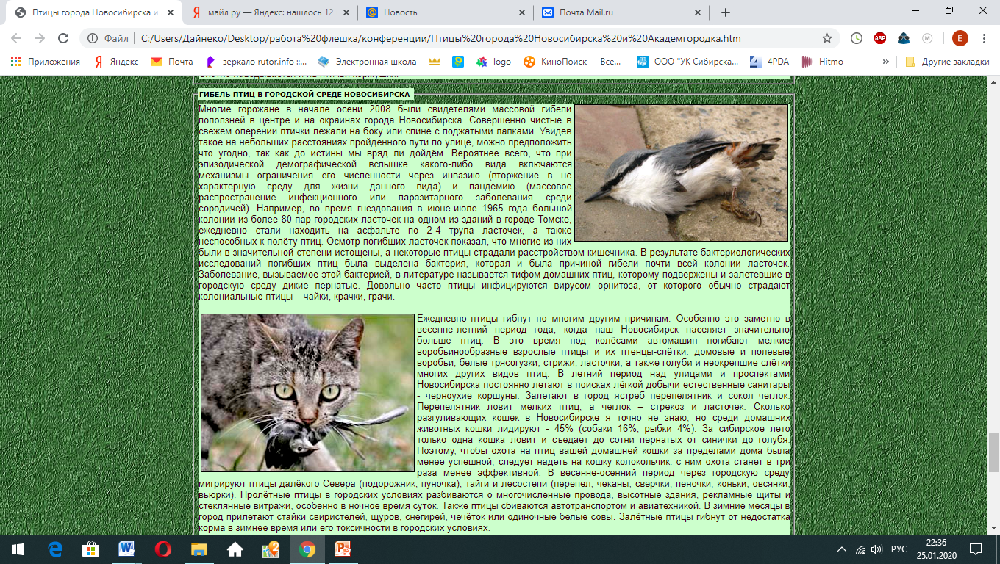 Птицы города Новосибирска и
майл ру — Яндекс: нашлось 12
Новость
Почта Mail.ru
Файл
C:/Users/Дайнеко/Desktop/работа%20флешка/конференции/Птицы%20города%20Новосибирска%20и%20Академгородка.htm
ABP
M
E
Приложения
Яндекс
Почта
зеркало rutor.info ::...
Электронная школа
logo
КиноПоиск — Все...
ООО "УК Сибирска...
4PDA
Hitmo
»
Другие закладки
ГИБЕЛЬ ПТИЦ В ГОРОДСКОЙ СРЕДЕ НОВОСИБИРСКА
Многие горожане в начале осени 2008 были свидетелями массовой гибели
поползней в центре и на окраинах города Новосибирска. Совершенно чистые в
свежем оперении птички лежали на боку или спине с поджатыми лапками. Увидев
такое на небольших расстояниях пройденного пути по улице, можно предположить
что угодно, так как до истины мы вряд ли дойдём. Вероятнее всего, что при
эпизодической демографической вспышке какого-либо вида включаются
механизмы ограничения его численности через инвазию (вторжение в не
характерную среду для жизни данного вида) и пандемию (массовое
распространение инфекционного или паразитарного заболевания среди
сородичей). Например, во время гнездования в июне-июле 1965 года большой
колонии из более 80 пар городских ласточек на одном из зданий в городе Томске,
ежедневно стали находить на асфальте по 2-4 трупа ласточек, а также
неспособных к полёту птиц. Осмотр погибших ласточек показал, что многие из них
были в значительной степени истощены, а некоторые птицы страдали расстройством кишечника. В результате бактериологических
исследований погибших птиц была выделена бактерия, которая и была причиной гибели почти всей колонии ласточек.
Заболевание, вызываемое этой бактерией, в литературе называется тифом домашних птиц, которому подвержены и залетевшие в
городскую среду дикие пернатые. Довольно часто птицы инфицируются вирусом орнитоза, от которого обычно страдают
колониальные птицы – чайки, крачки, грачи.
Ежедневно птицы гибнут по многим другим причинам. Особенно это заметно в
весенне-летний период года, когда наш Новосибирск населяет значительно
больше птиц. В это время под колёсами автомашин погибают мелкие
воробьинообразные взрослые птицы и их птенцы-слётки: домовые и полевые
воробьи, белые трясогузки, стрижи, ласточки, а также голуби и неокрепшие слётки
многих других видов птиц. В летний период над улицами и проспектами
Новосибирска постоянно летают в поисках лёгкой добычи естественные санитары
- черноухие коршуны. Залетают в город ястреб перепелятник и сокол чеглок.
Перепелятник ловит мелких птиц, а чеглок – стрекоз и ласточек. Сколько
разгуливающих кошек в Новосибирске я точно не знаю, но среди домашних
животных кошки лидируют - 45% (собаки 16%; рыбки 4%). За сибирское лето
только одна кошка ловит и съедает до сотни пернатых от синички до голубя.
Поэтому, чтобы охота на птиц вашей домашней кошки за пределами дома была
менее успешной, следует надеть на кошку колокольчик: с ним охота станет в три
раза менее эффективной. В весенне-осенний период через городскую среду
мигрируют птицы далёкого Севера (подорожник, пуночка), тайги и лесостепи (перепел, чеканы, сверчки, пеночки, коньки, овсянки,
вьюрки). Пролётные птицы в городских условиях разбиваются о многочисленные провода, высотные здания, рекламные щиты и
стеклянные витражи, особенно в ночное время суток. Также птицы сбиваются автотранспортом и авиатехникой. В зимние месяцы в
город прилетают стайки свиристелей, щуров, снегирей, чечёток или одиночные белые совы. Залётные птицы гибнут от недостатка
корма в зимнее время или его токсичности в городских условиях.
РУС
22:36
25.01.2020